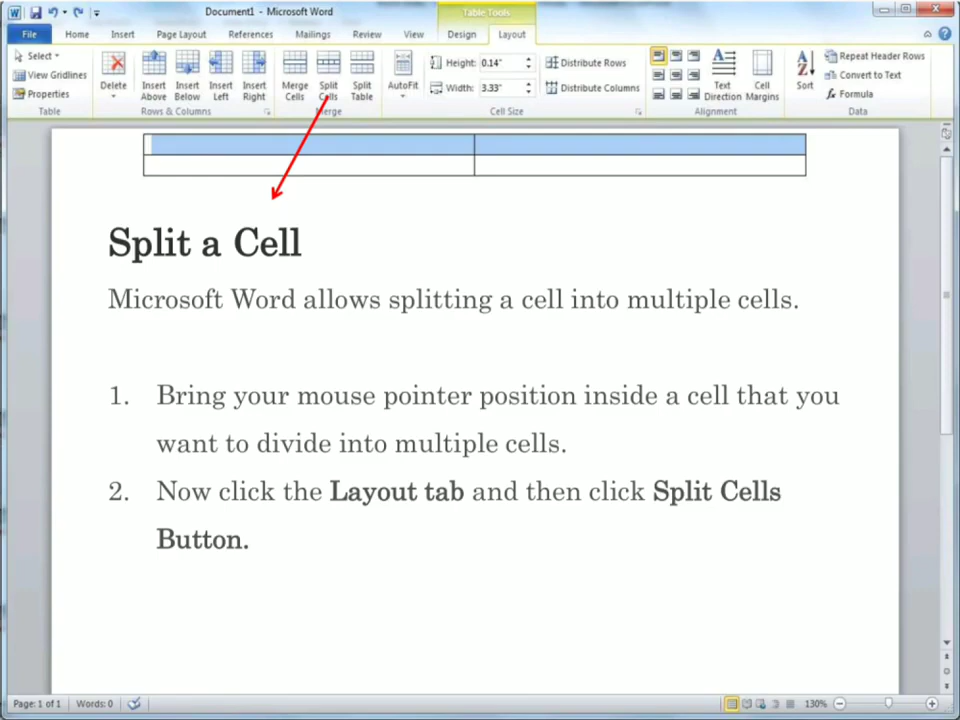 Document1 - Microsoft Word
Table Tools
File Home Insert Page Layout References Mailings Review View Design Layout
Select
View Gridlines
Properties
Delete
Insert Above
Insert Below
Insert Left
Insert Right
Merge Cells
Split Cells
Split Table
AutoFit
Height: 0.14"
Width: 3.33"
Distribute Rows
Distribute Columns
Text Direction
Cell Margins
Sort
Repeat Header Rows
Convert to Text
Formula
Table Rows & Columns Merge Cell Size Alignment Data
Split a Cell
Microsoft Word allows splitting a cell into multiple cells.
1. Bring your mouse pointer position inside a cell that you
want to divide into multiple cells.
2. Now click the Layout tab and then click Split Cells
Button.
Page: 1 of 1 Words: 0 130%